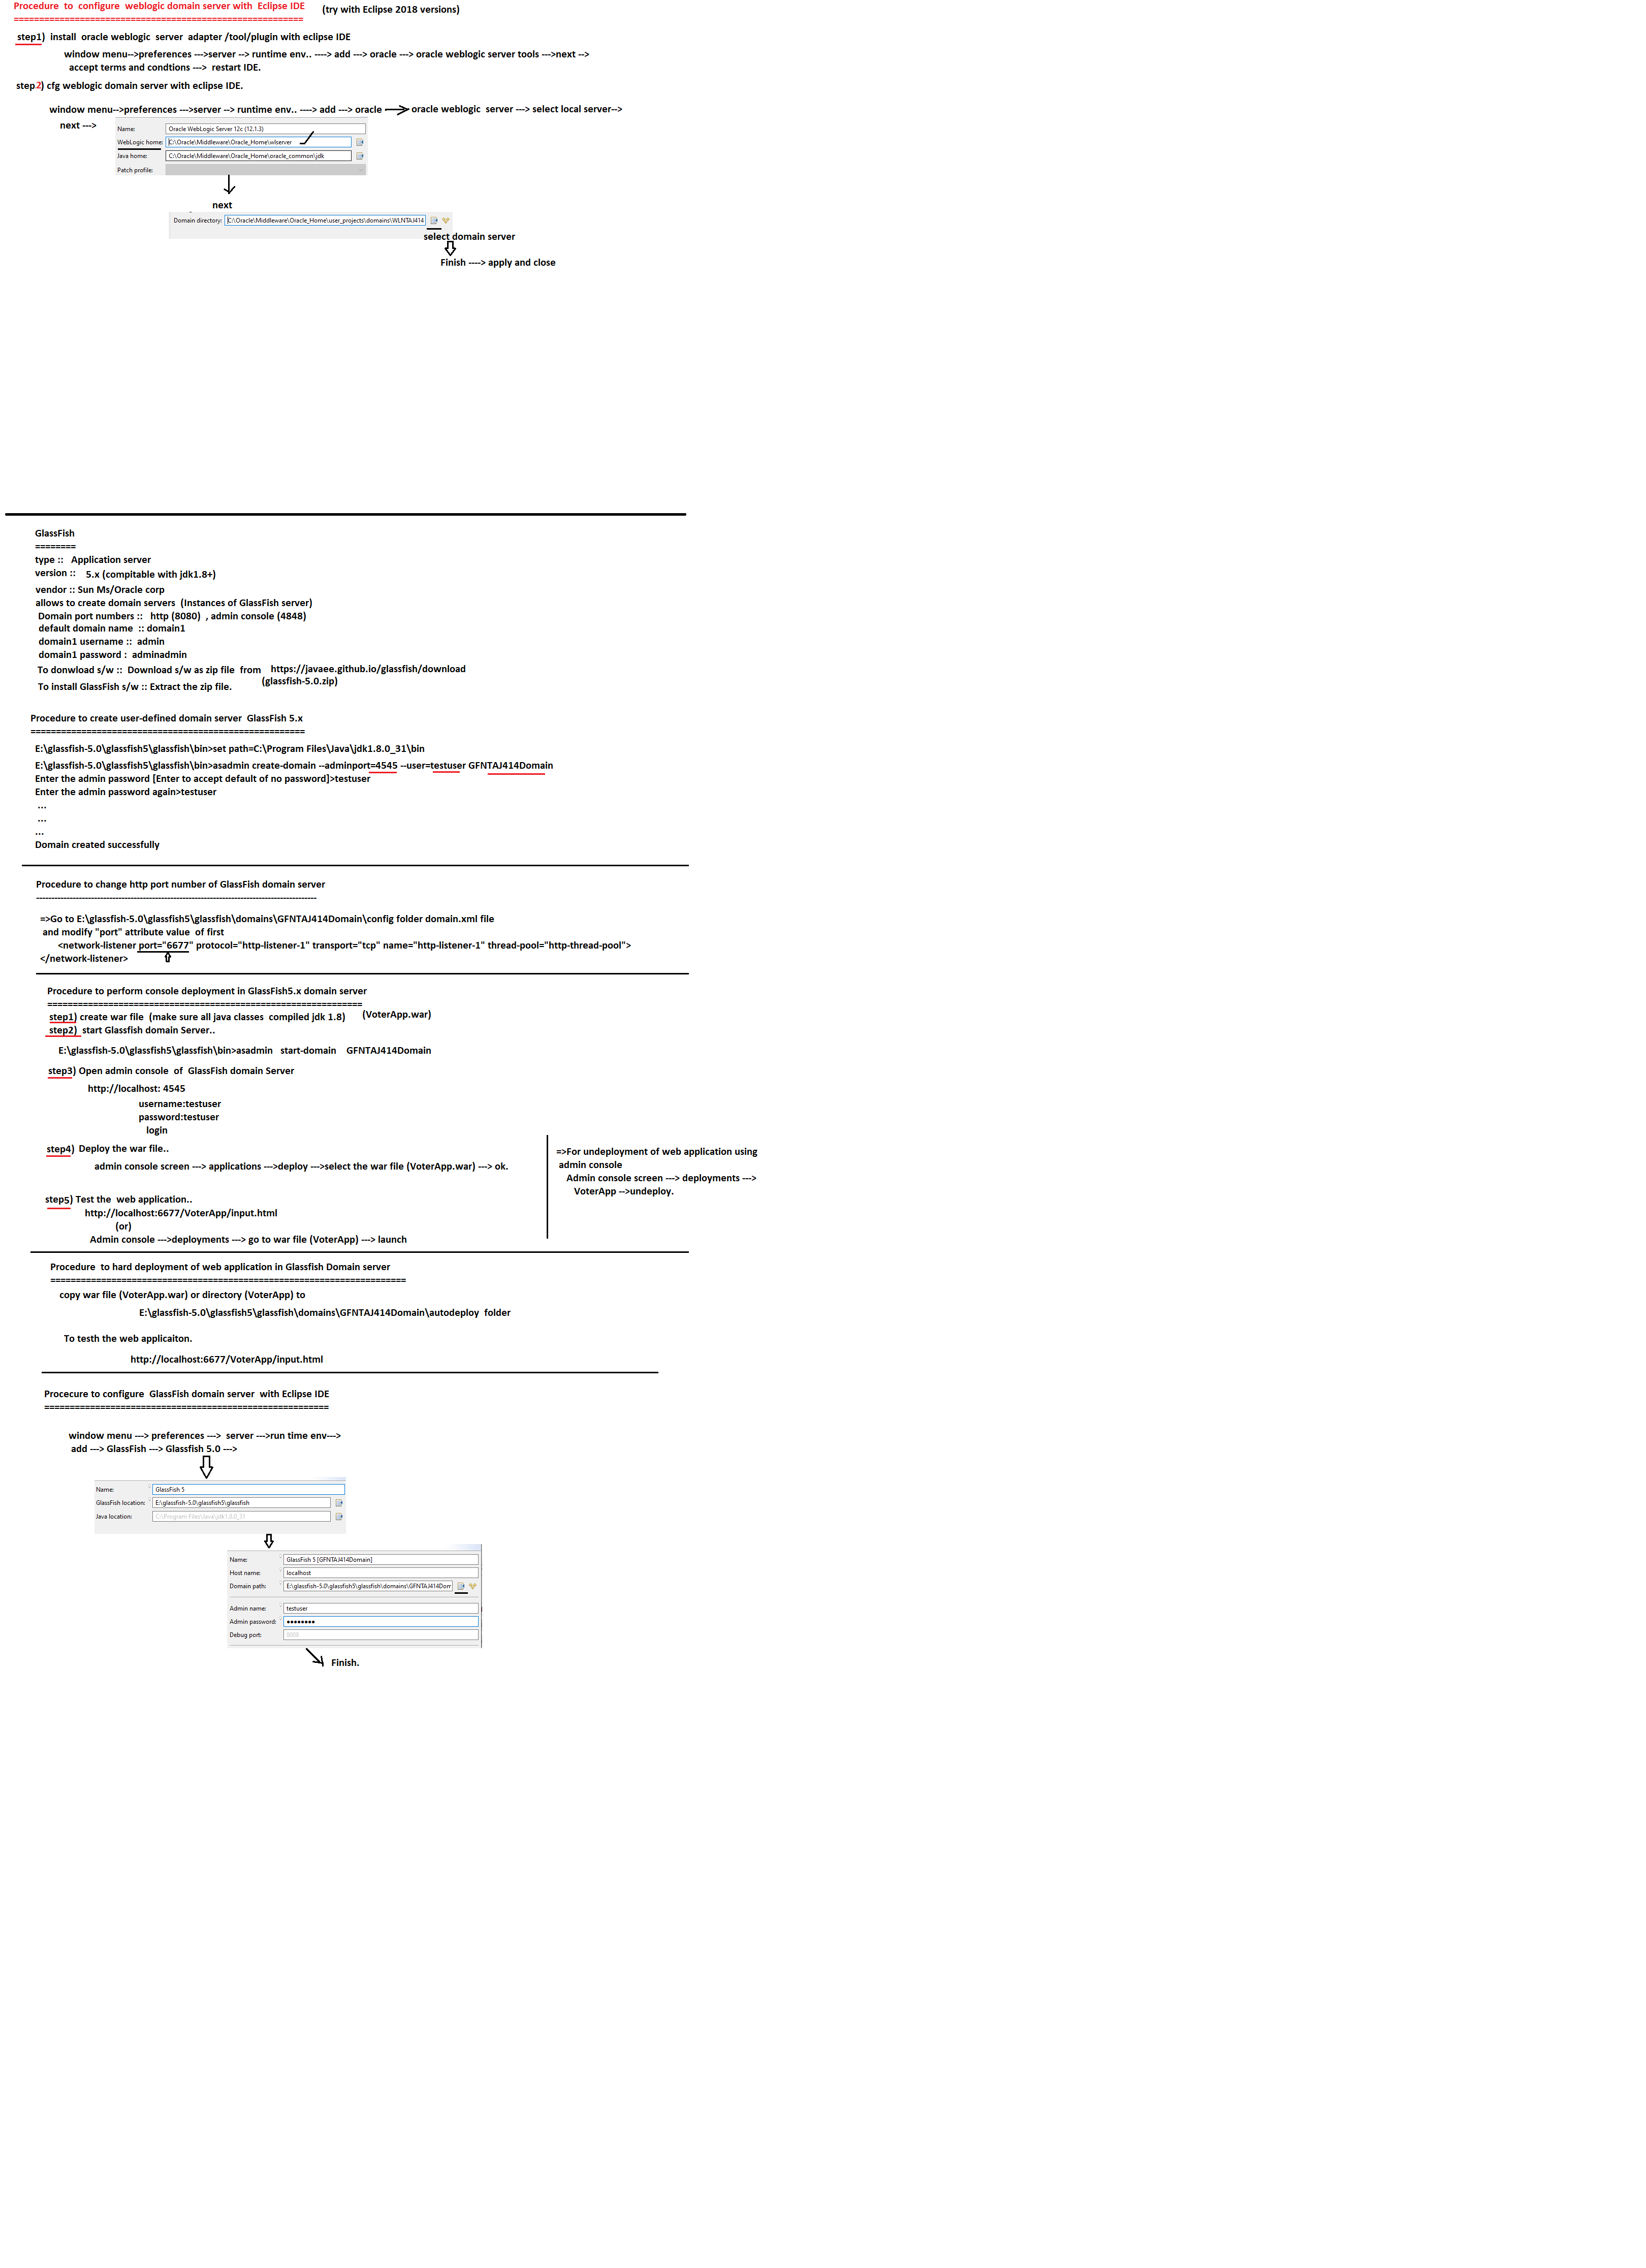 Procedure to configure weblogic domain server with Eclipse IDE (try with Eclipse 2018 versions)
=========================================================
step1) install oracle weblogic server adapter /tool/plugin with eclipse IDE
window menu-->preferences --->server --> runtime env.. ----> add ---> oracle ---> oracle weblogic server tools --->next -->
accept terms and condtions ---> restart IDE.
step2) cfg weblogic domain server with eclipse IDE.
window menu-->preferences --->server --> runtime env.. ----> add ---> oracle oracle weblogic server ---> select local server-->
next --->
Name: Oracle WebLogic Server 12c (12.1.3)
WebLogic home: C:\Oracle\Middleware\Oracle_Home\wlserver
Java home: C:\Oracle\Middleware\Oracle_Home\oracle_common\jdk
Patch profile:
next
Domain directory: C:\Oracle\Middleware\Oracle_Home\user_projects\domains\WLNTAJ414
select domain server
Finish ----> apply and close
GlassFish
========
type :: Application server
version :: 5.x (compitable with jdk1.8+)
vendor :: Sun Ms/Oracle corp
allows to create domain servers (Instances of GlassFish server)
Domain port numbers :: http (8080) , admin console (4848)
default domain name :: domain1
domain1 username :: admin
domain1 password : adminadmin
To donwload s/w :: Download s/w as zip file from https://javaee.github.io/glassfish/download
(glassfish-5.0.zip)
To install GlassFish s/w :: Extract the zip file.
Procedure to create user-defined domain server GlassFish 5.x
======================================================
E:\glassfish-5.0\glassfish5\glassfish\bin>set path=C:\Program Files\Java\jdk1.8.0_31\bin
E:\glassfish-5.0\glassfish5\glassfish\bin>asadmin create-domain --adminport=4545 --user=testuser GFNTAJ414Domain
Enter the admin password [Enter to accept default of no password]>testuser
Enter the admin password again>testuser
...
...
...
Domain created successfully
Procedure to change http port number of GlassFish domain server
--------------------------------------------------------------------------------------------
=>Go to E:\glassfish-5.0\glassfish5\glassfish\domains\GFNTAJ414Domain\config folder domain.xml file
and modify "port" attribute value of first
<network-listener port="6677" protocol="http-listener-1" transport="tcp" name="http-listener-1" thread-pool="http-thread-pool">
</network-listener>
Procedure to perform console deployment in GlassFish5.x domain server
==============================================================
step1) create war file (make sure all java classes compiled jdk 1.8) (VoterApp.war)
step2) start Glassfish domain Server..
E:\glassfish-5.0\glassfish5\glassfish\bin>asadmin start-domain GFNTAJ414Domain
step3) Open admin console of GlassFish domain Server
http://localhost: 4545
username:testuser
password:testuser
login
step4) Deploy the war file..
admin console screen ---> applications --->deploy --->select the war file (VoterApp.war) ---> ok.
=>For undeployment of web application using
admin console
Admin console screen ---> deployments --->
VoterApp -->undeploy.
step5) Test the web application..
http://localhost:6677/VoterApp/input.html
(or)
Admin console --->deployments ---> go to war file (VoterApp) ---> launch
Procedure to hard deployment of web application in Glassfish Domain server
======================================================================
copy war file (VoterApp.war) or directory (VoterApp) to
E:\glassfish-5.0\glassfish5\glassfish\domains\GFNTAJ414Domain\autodeploy folder
To testh the web applicaiton.
http://localhost:6677/VoterApp/input.html
Procecure to configure GlassFish domain server with Eclipse IDE
========================================================
window menu ---> preferences ---> server --->run time env--->
add ---> GlassFish ---> Glassfish 5.0 --->
Name: GlassFish 5
GlassFish location: E:\glassfish-5.0\glassfish5\glassfish
Java location: C:\Program Files\Java\jdk1.8.0_31
Name: GlassFish 5 [GFNTAJ414Domain]
Host name: localhost
Domain path: E:\glassfish-5.0\glassfish5\glassfish\domains\GFNTAJ414Dom
Admin name: testuser
Admin password: ●●●●●●●●
Debug port: 8008
Finish.